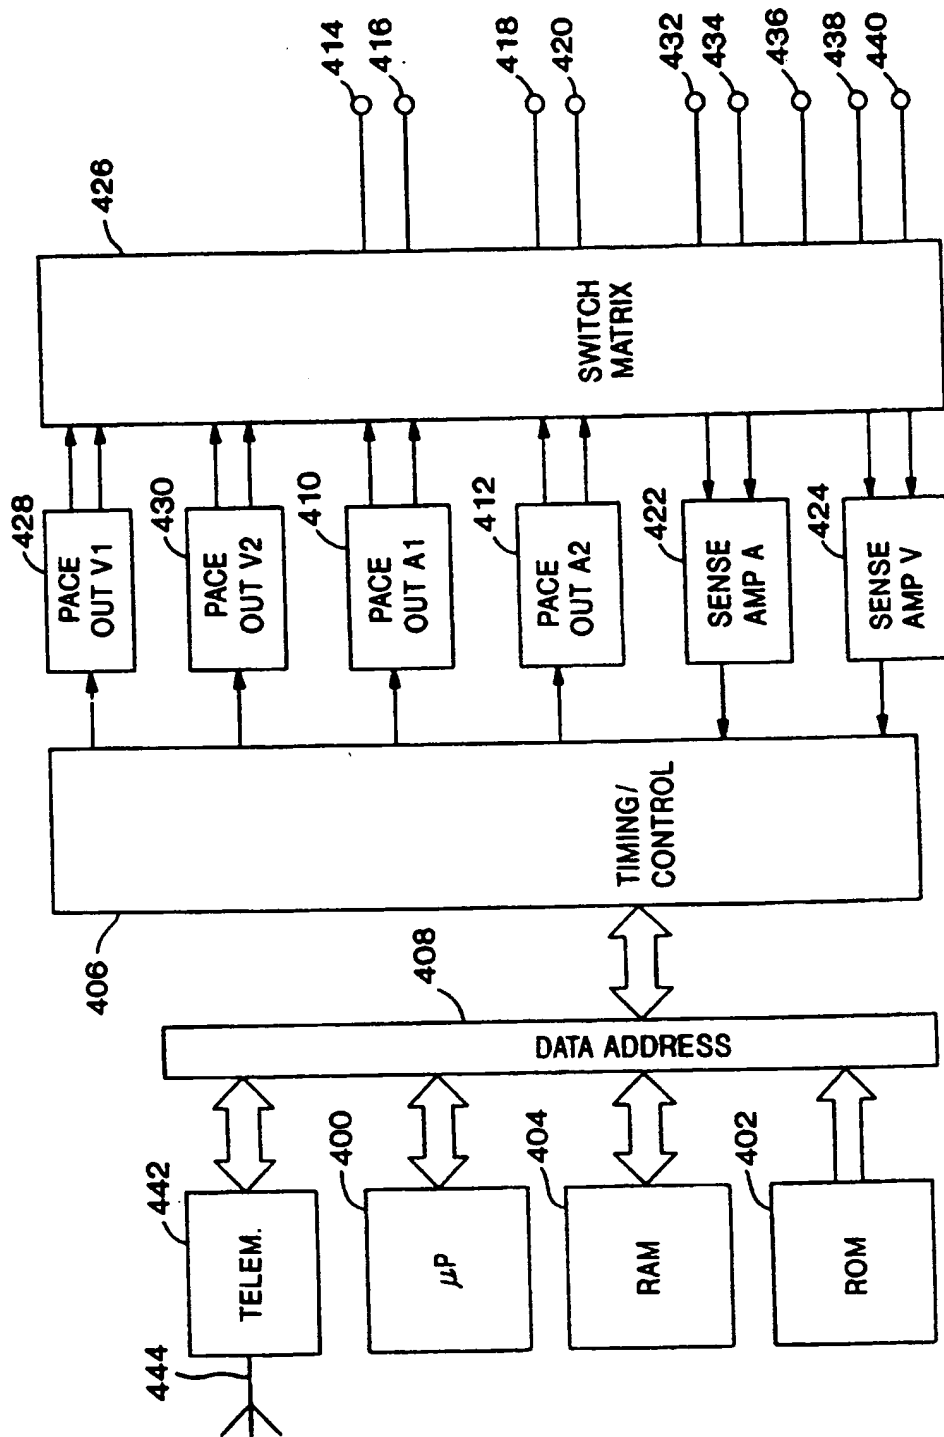 444
442
TELEM.
400
µP
404
RAM
402
ROM
408
DATA ADDRESS
406
TIMING/
CONTROL
428
PACE
OUT V1
430
PACE
OUT V2
410
PACE
OUT A1
412
PACE
OUT A2
422
SENSE
AMP A
424
SENSE
AMP V
426
SWITCH
MATRIX
414
416
418
420
432
434
436
438
440